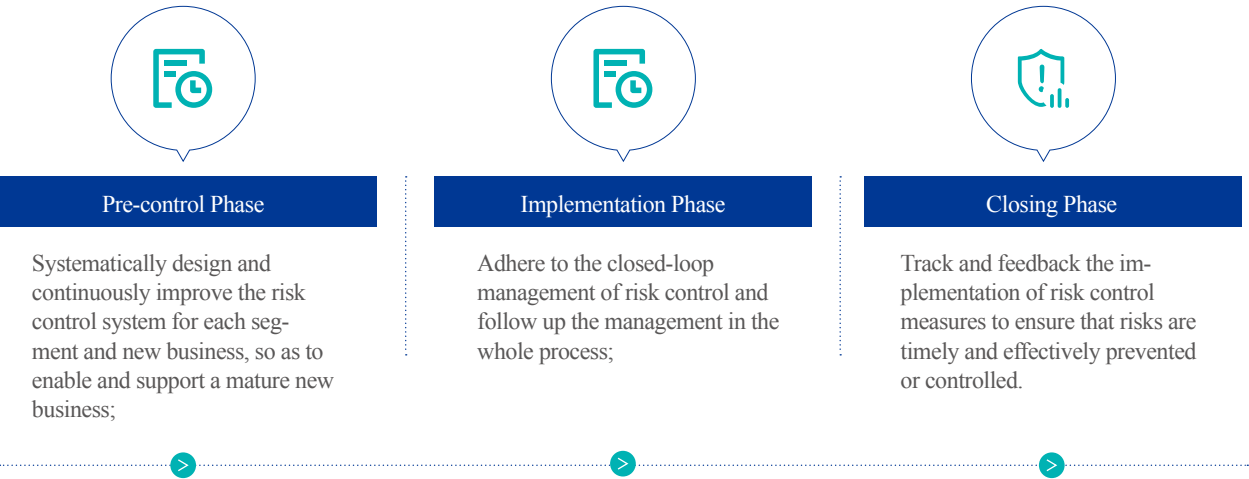 Pre-control Phase
Systematically design and
continuously improve the risk
control system for each seg-
ment and new business, so as to
enable and support a mature new
business;
Implementation Phase
Adhere to the closed-loop
management of risk control and
follow up the management in the
whole process;
Closing Phase
Track and feedback the im-
plementation of risk control
measures to ensure that risks are
timely and effectively prevented
or controlled.